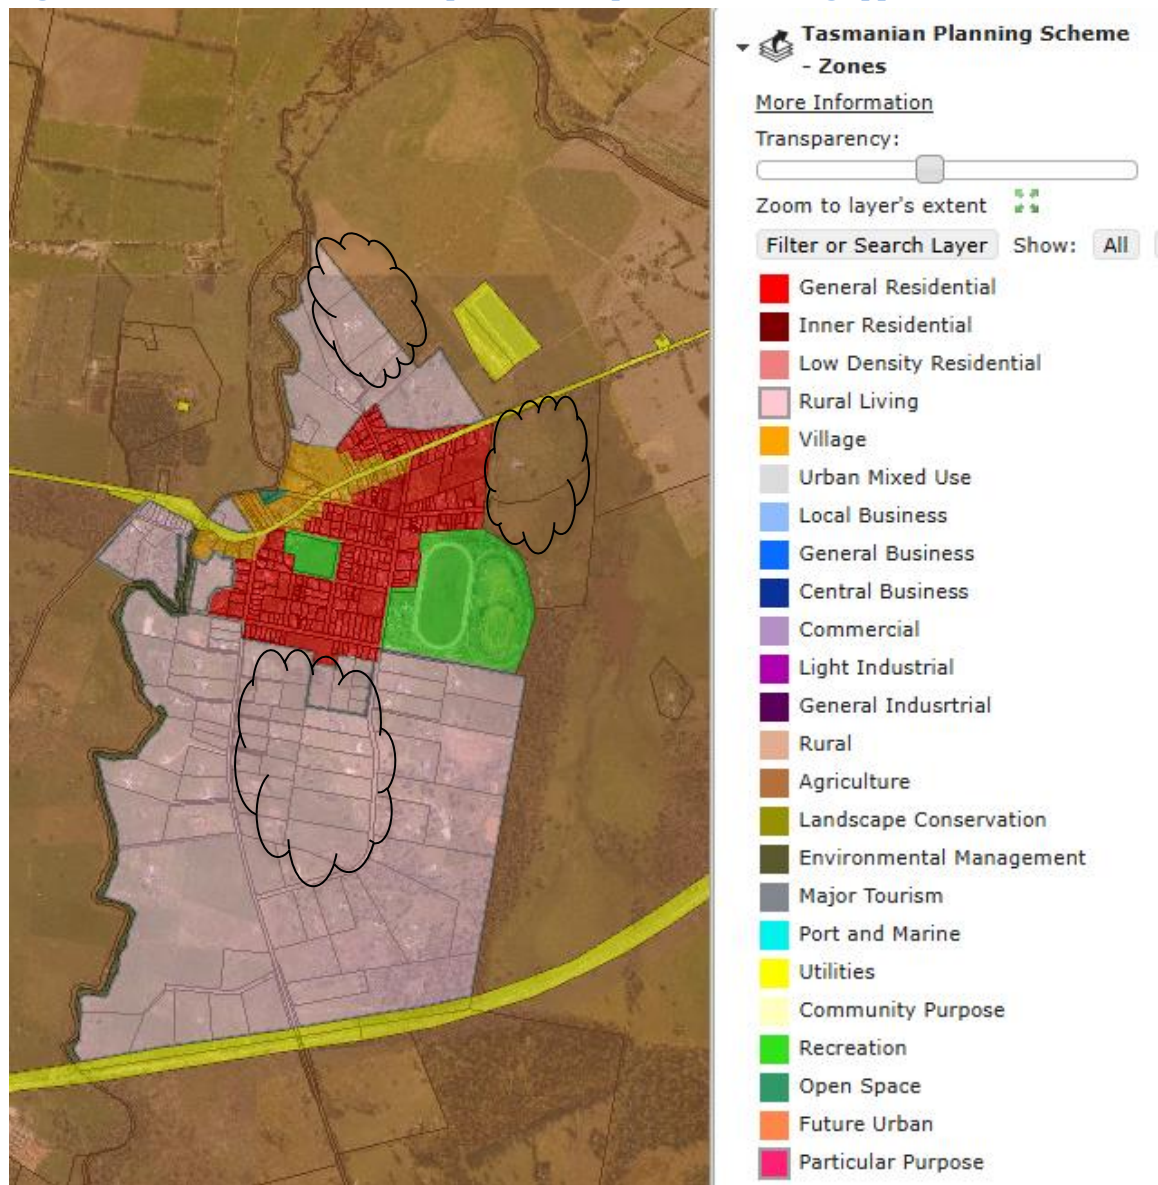 Tasmanian Planning Scheme
- Zones
More Information
Transparency:
Zoom to layer's extent
Filter or Search Layer Show: All
General Residential
Inner Residential
Low Density Residential
Rural Living
Village
Urban Mixed Use
Local Business
General Business
Central Business
Commercial
Light Industrial
General Indusrtrial
Rural
Agriculture
Landscape Conservation
Environmental Management
Major Tourism
Port and Marine
Utilities
Community Purpose
Recreation
Open Space
Future Urban
Particular Purpose